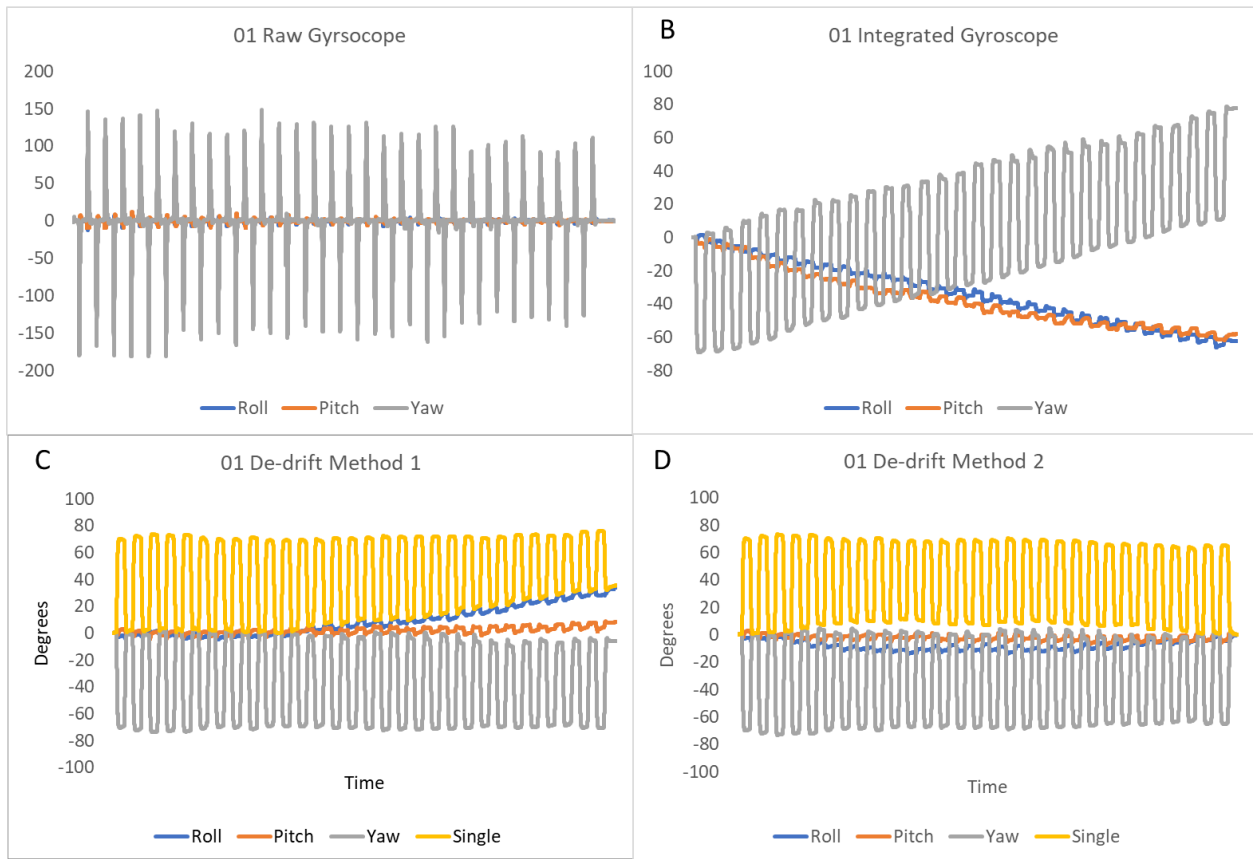 01 Raw Gyrsocope
200
150
100
50
0
-50
-100
-150
-200
Roll Pitch Yaw
B
01 Integrated Gyroscope
100
80
60
40
20
0
-20
-40
-60
-80
Roll Pitch Yaw
C
01 De-drift Method 1
Degrees
100
80
60
40
20
0
-20
-40
-60
-80
-100
Time
Roll Pitch Yaw Single
D
01 De-drift Method 2
Degrees
100
80
60
40
20
0
-20
-40
-60
-80
-100
Time
Roll Pitch Yaw Single